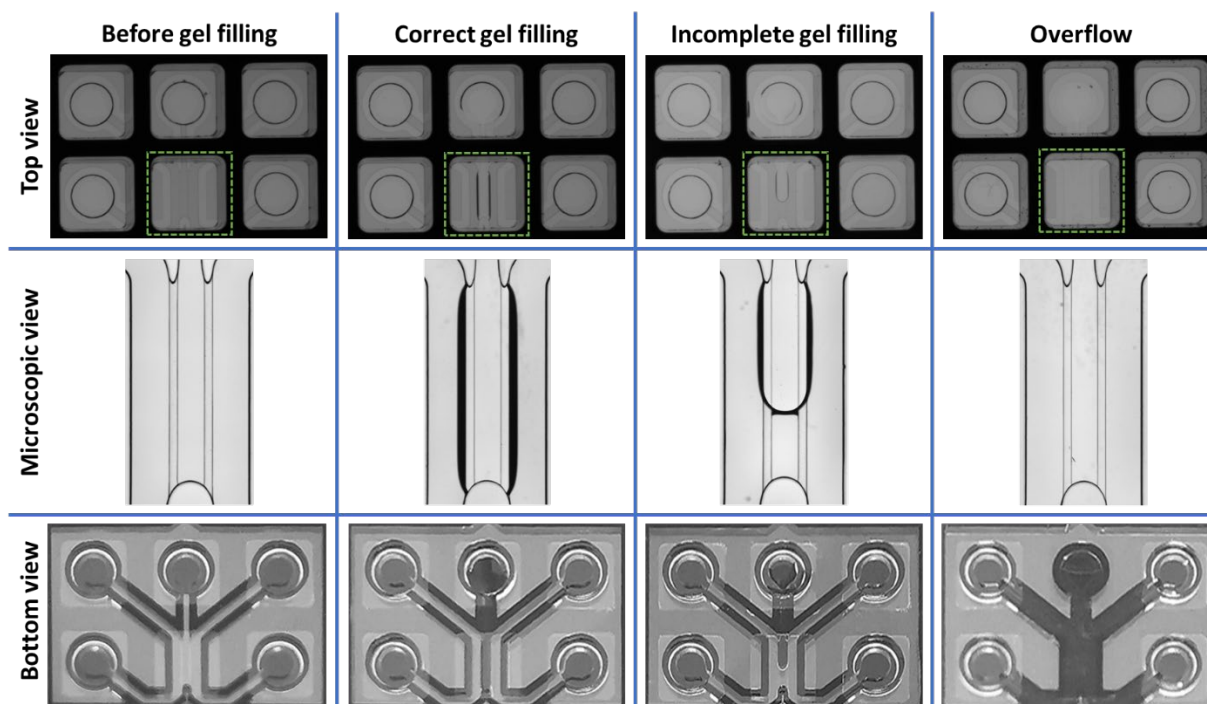 Before gel filling
Correct gel filling
Incomplete gel filling
Overflow
Top view
Microscopic view
Bottom view